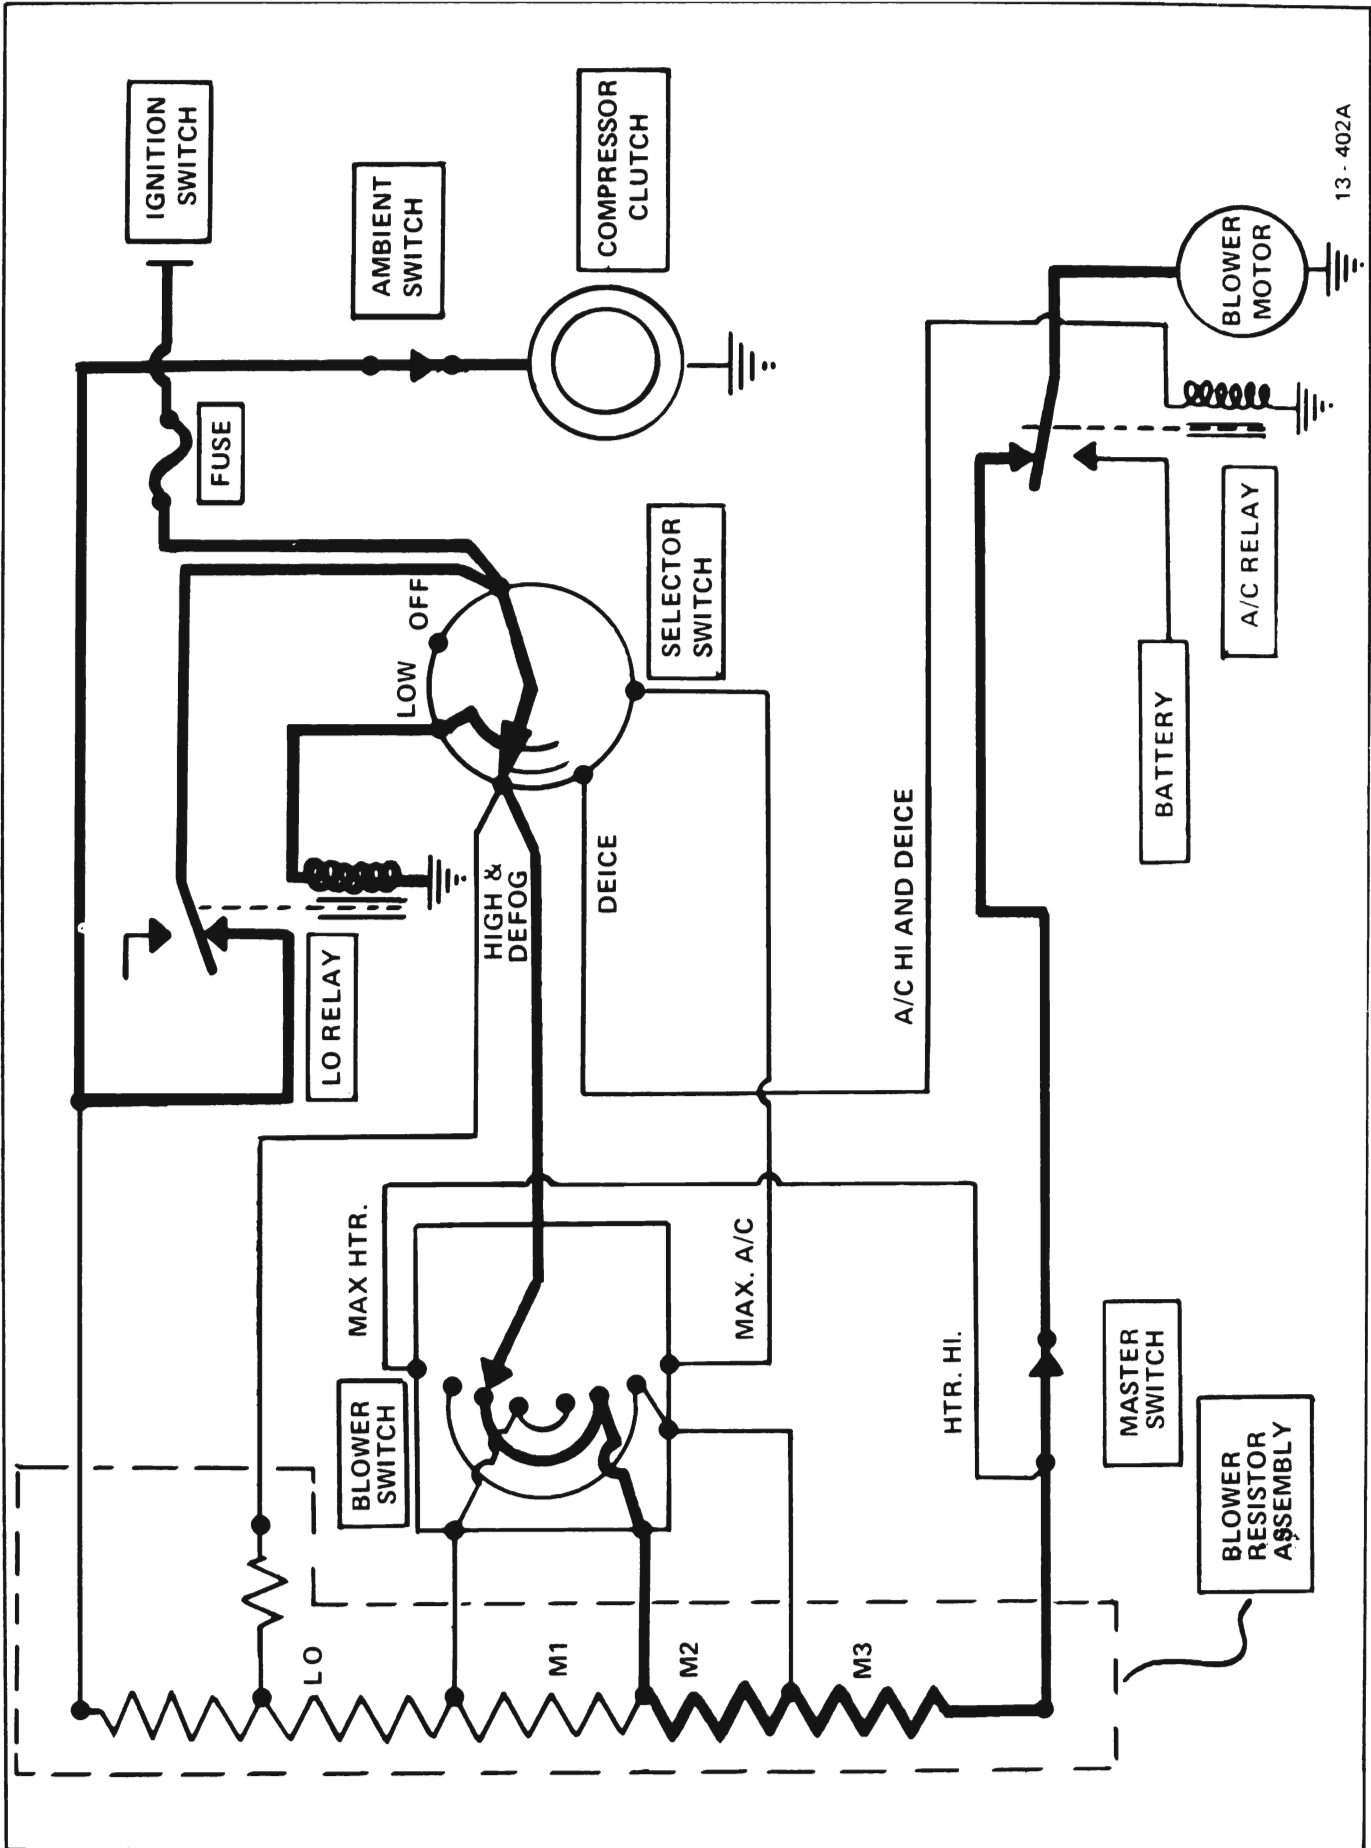 IGNITION
SWITCH
FUSE
LO
LO RELAY
MAX HTR.
BLOWER
SWITCH
AMBIENT
SWITCH
LOW
OFF
HIGH &
DEFOG
M1
DEICE
COMPRESSOR
CLUTCH
SELECTOR
SWITCH
M2
MAX. A/C
M3
A/C HI AND DEICE
HTR. HI.
MASTER
SWITCH
BATTERY
BLOWER
RESISTOR
ASSEMBLY
A/C RELAY
BLOWER
MOTOR
13 - 402A